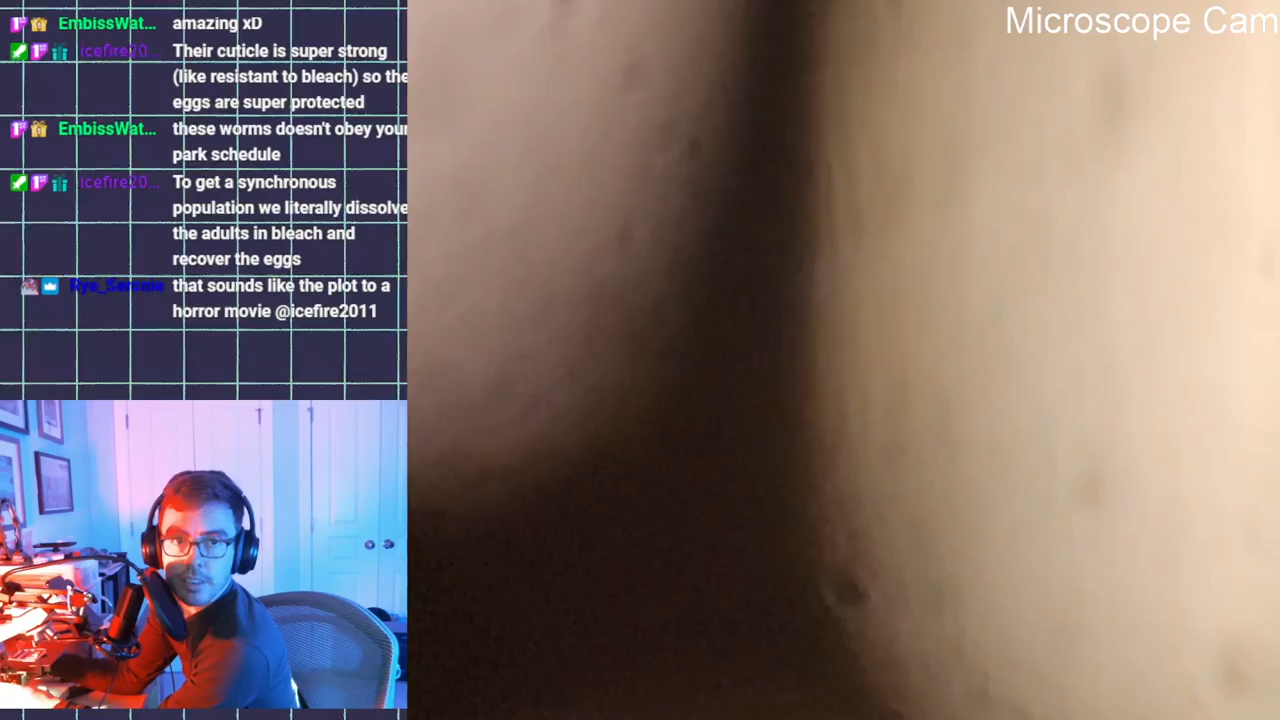 Microscope Cam
EmbissWat... amazing xD
icefire20... Their cuticle is super strong
(like resistant to bleach) so the
eggs are super protected
EmbissWat... these worms doesn't obey your
park schedule
icefire20... To get a synchronous
population we literally dissolve
the adults in bleach and
recover the eggs
that sounds like the plot to a
horror movie @icefire2011